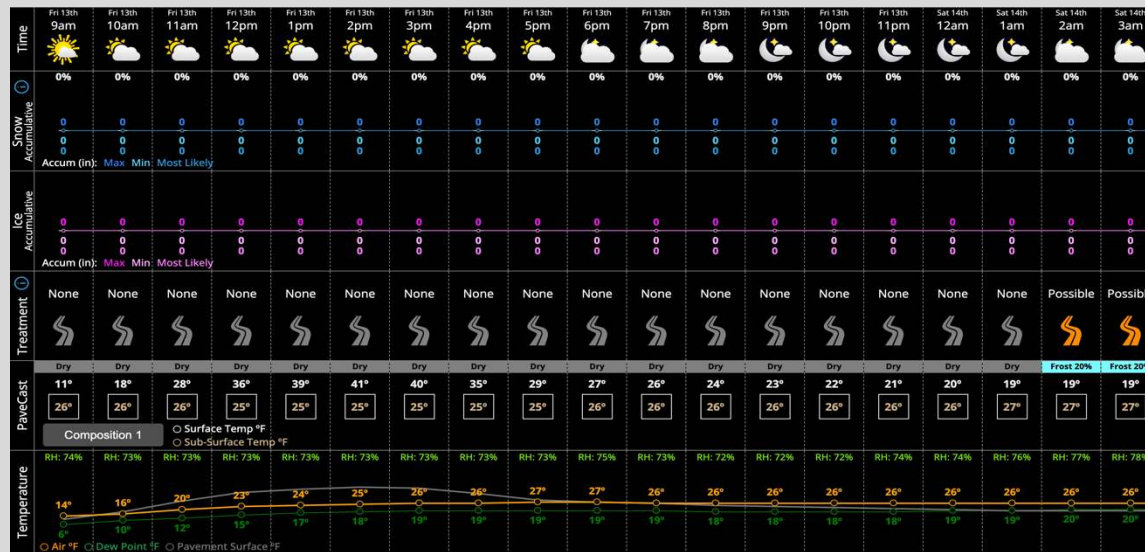 Time
Fri 13th Fri 13th Fri 13th Fri 13th Fri 13th Fri 13th Fri 13th Fri 13th Fri 13th Fri 13th Fri 13th Fri 13th Fri 13th Fri 13th Fri 13th Sat 14th Sat 14th Sat 14th Sat 14th
9am 10am 11am 12pm 1pm 2pm 3pm 4pm 5pm 6pm 7pm 8pm 9pm 10pm 11pm 12am 1am 2am 3am
Snow
Accumulative
0% 0% 0% 0% 0% 0% 0% 0% 0% 0% 0% 0% 0% 0% 0% 0% 0% 0% 0%
0 0 0 0 0 0 0 0 0 0 0 0 0 0 0 0 0 0 0
0 0 0 0 0 0 0 0 0 0 0 0 0 0 0 0 0 0 0
0 0 0 0 0 0 0 0 0 0 0 0 0 0 0 0 0 0 0
Accum (in): Max Min Most Likely
Ice
Accumulative
0 0 0 0 0 0 0 0 0 0 0 0 0 0 0 0 0 0 0
0 0 0 0 0 0 0 0 0 0 0 0 0 0 0 0 0 0 0
0 0 0 0 0 0 0 0 0 0 0 0 0 0 0 0 0 0 0
Accum (in): Max Min Most Likely
Treatment
None None None None None None None None None None None None None None None None None Possible Possibl
Dry Dry Dry Dry Dry Dry Dry Dry Dry Dry Dry Dry Dry Dry Dry Dry Dry Frost 20% Frost 20%
PaveCast
11° 18° 28° 36° 39° 41° 40° 35° 29° 27° 26° 24° 23° 22° 21° 20° 19° 19° 19°
26° 26° 26° 25° 25° 25° 25° 25° 25° 26° 26° 26° 26° 26° 26° 26° 27° 27° 27°
Composition 1
Surface Temp °F
Sub-Surface Temp °F
Temperature
RH: 74% RH: 73% RH: 73% RH: 73% RH: 73% RH: 73% RH: 73% RH: 73% RH: 73% RH: 75% RH: 73% RH: 72% RH: 72% RH: 72% RH: 74% RH: 74% RH: 76% RH: 77% RH: 78%
14° 16° 20° 23° 24° 25° 26° 26° 27° 27° 26° 26° 26° 26° 26° 26° 26° 26° 26°
6° 10° 12° 15° 17° 18° 19° 19° 19° 19° 19° 18° 18° 18° 18° 19° 19° 20° 20°
Air °F Dew Point °F Pavement Surface °F